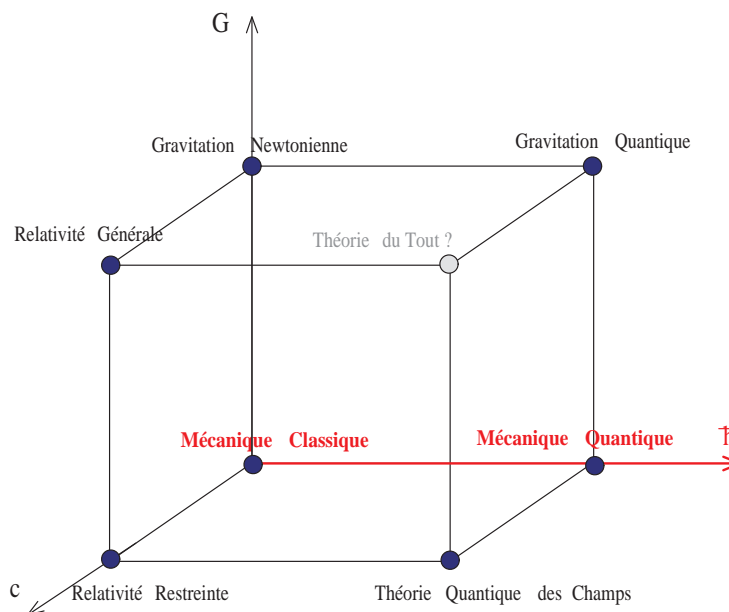 G
Gravitation Newtonienne
Gravitation Quantique
Relativité Générale
Théorie du Tout ?
Mécanique Classique
Mécanique Quantique
ħ
c
Relativité Restreinte
Théorie Quantique des Champs